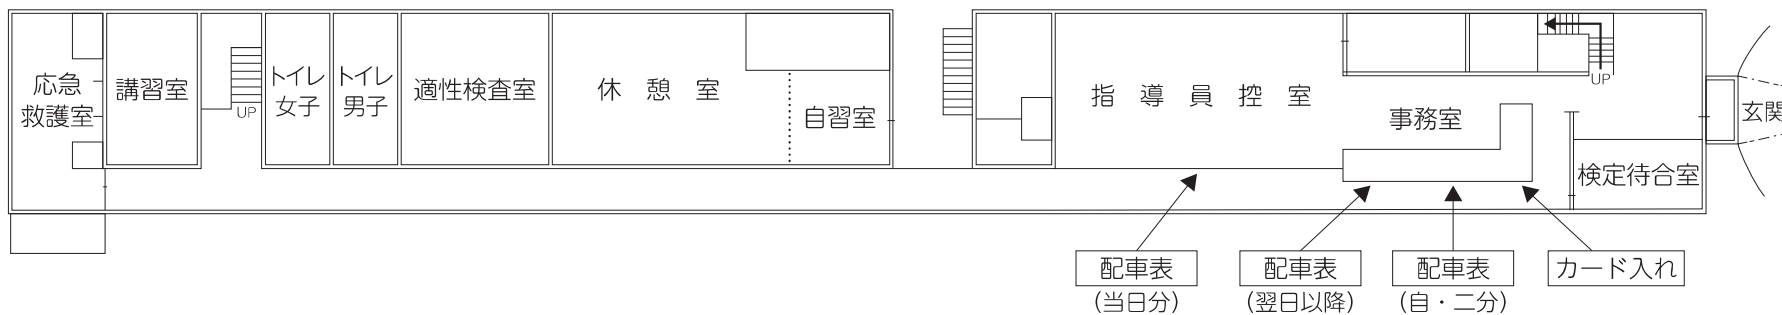 応急
救護室
講習室
UP
トイレ
女子
トイレ
男子
適性検査室
休憩室
自習室
指導員控室
事務室
UP
玄関
検定待合室
配車表
(当日分)
配車表
(翌日以降)
配車表
(自・二分)
カード入れ